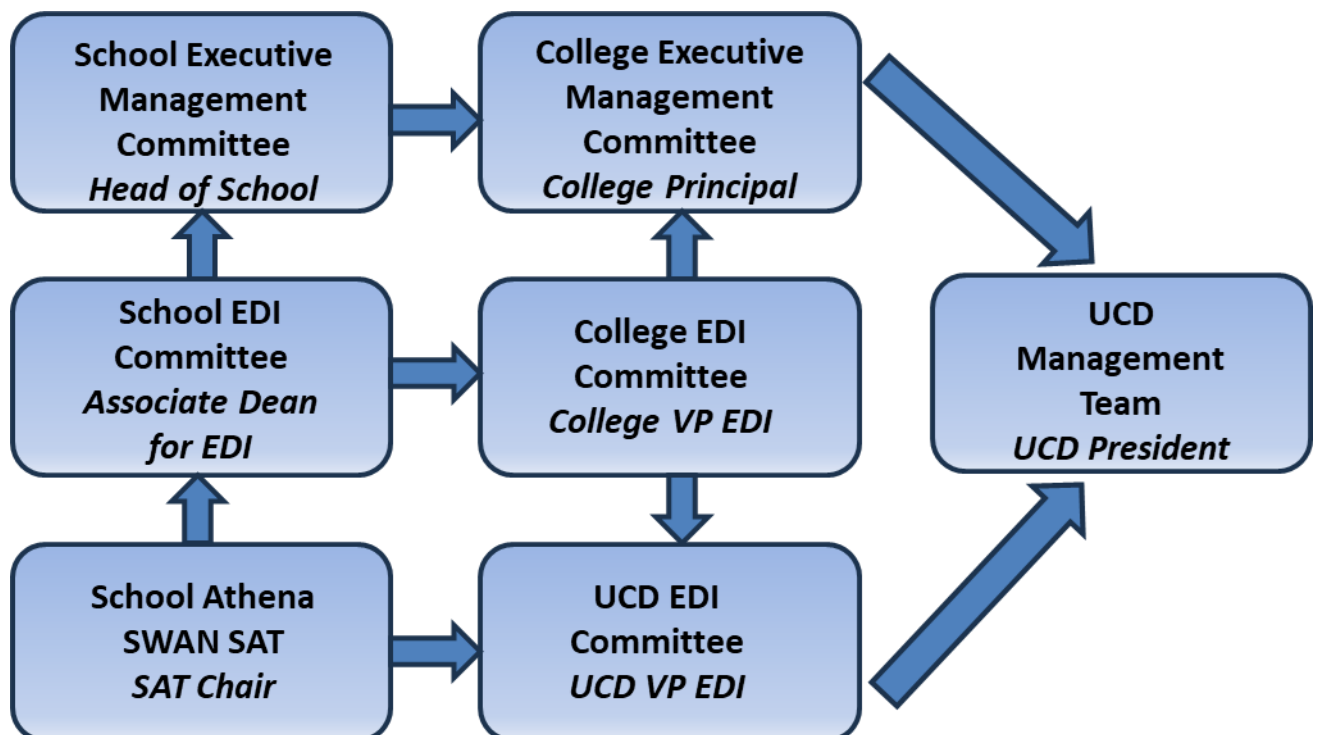 School Executive
Management
Committee
Head of School
College Executive
Management
Committee
College Principal
School EDI
Committee
Associate Dean
for EDI
College EDI
Committee
College VP EDI
UCD
Management
Team
UCD President
School Athena
SWAN SAT
SAT Chair
UCD EDI
Committee
UCD VP EDI